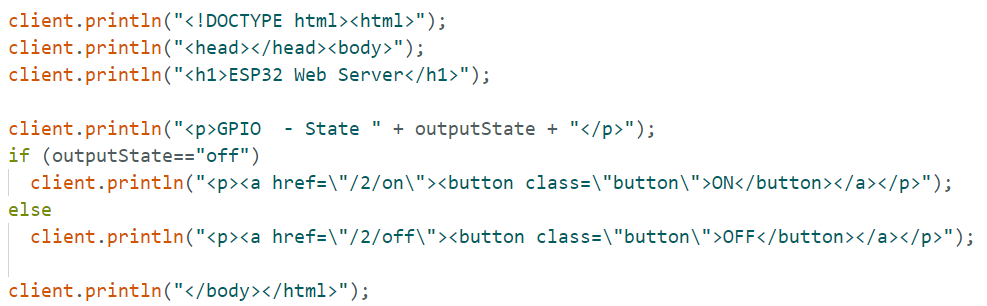 client.println("<!DOCTYPE html><html>");
client.println("<head></head><body>");
client.println("<h1>ESP32 Web Server</h1>");
client.println("<p>GPIO  - State " + outputState + "</p>");
if (outputState=="off")
client.println("<p><a href=\"/2/on\"><button class=\"button\">ON</button></a></p>");
else
client.println("<p><a href=\"/2/off\"><button class=\"button\">OFF</button></a></p>");
client.println("</body></html>");